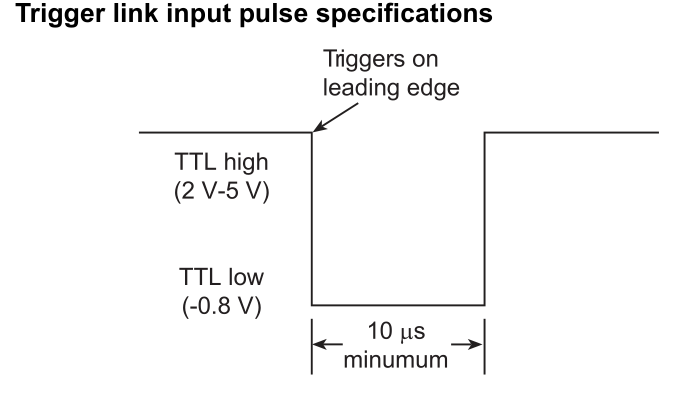 Trigger link input pulse specifications
Triggers on
leading edge
TTL high
(2 V-5 V)
TTL low
(-0.8 V)
10 μs
minumum